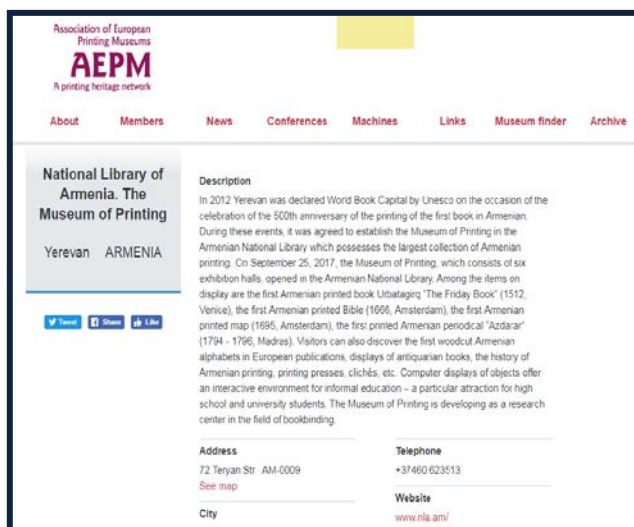 Association of European
Printing Museums
AEPM
A printing heritage network
About Members News Conferences Machines Links Museum finder Archive
National Library of
Armenia. The
Museum of Printing
Yerevan ARMENIA
Tweet Share Like
Description
In 2012 Yerevan was declared World Book Capital by Unesco on the occasion of the
celebration of the 500th anniversary of the printing of the first book in Armenian.
During these events, it was agreed to establish the Museum of Printing in the
Armenian National Library which possesses the largest collection of Armenian
printing. On September 25, 2017, the Museum of Printing, which consists of six
exhibition halls, opened in the Armenian National Library. Among the items on
display are the first Armenian printed book Urbatagirq "The Friday Book" (1512,
Venice), the first Armenian printed Bible (1666, Amsterdam), the first Armenian
printed map (1695, Amsterdam), the first printed Armenian periodical "Azdarar"
(1794 - 1796, Madras). Visitors can also discover the first woodcut Armenian
alphabets in European publications, displays of antiquarian books, the history of
Armenian printing, printing presses, clichés, etc. Computer displays of objects offer
an interactive environment for informal education – a particular attraction for high
school and university students. The Museum of Printing is developing as a research
center in the field of bookbinding.
Address
72 Teryan Str AM-0009
See map
City
Telephone
+37460 623513
Website
www.nla.am/